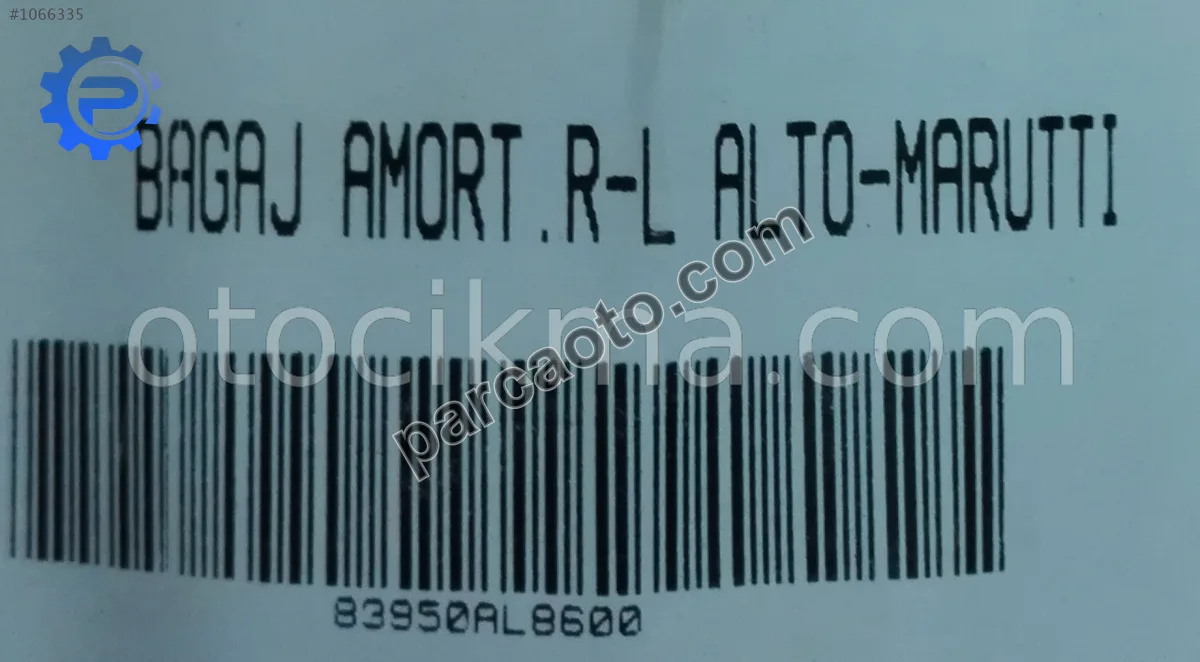 #1066335
BAGAJ AMORT.R-L ALTO-MARUTTI
otocikma.com
parcaoto.com
83950AL8600